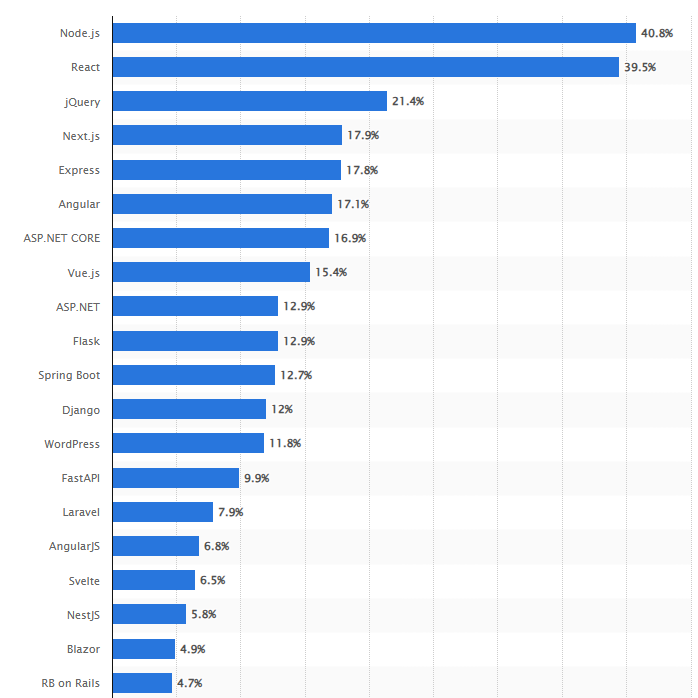 Node.js 40.8%
React 39.5%
jQuery 21.4%
Next.js 17.9%
Express 17.8%
Angular 17.1%
ASP.NET CORE 16.9%
Vue.js 15.4%
ASP.NET 12.9%
Flask 12.9%
Spring Boot 12.7%
Django 12%
WordPress 11.8%
FastAPI 9.9%
Laravel 7.9%
AngularJS 6.8%
Svelte 6.5%
NestJS 5.8%
Blazor 4.9%
RB on Rails 4.7%